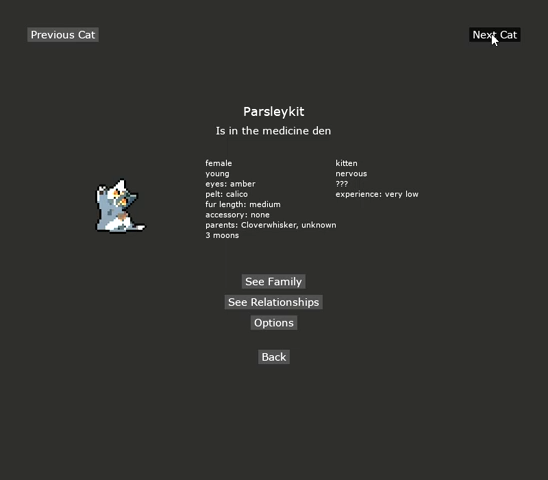 Previous Cat
Next Cat
Parsleykit
Is in the medicine den
female
young
eyes: amber
pelt: calico
fur length: medium
accessory: none
parents: Cloverwhisker, unknown
3 moons
kitten
nervous
???
experience: very low
See Family
See Relationships
Options
Back